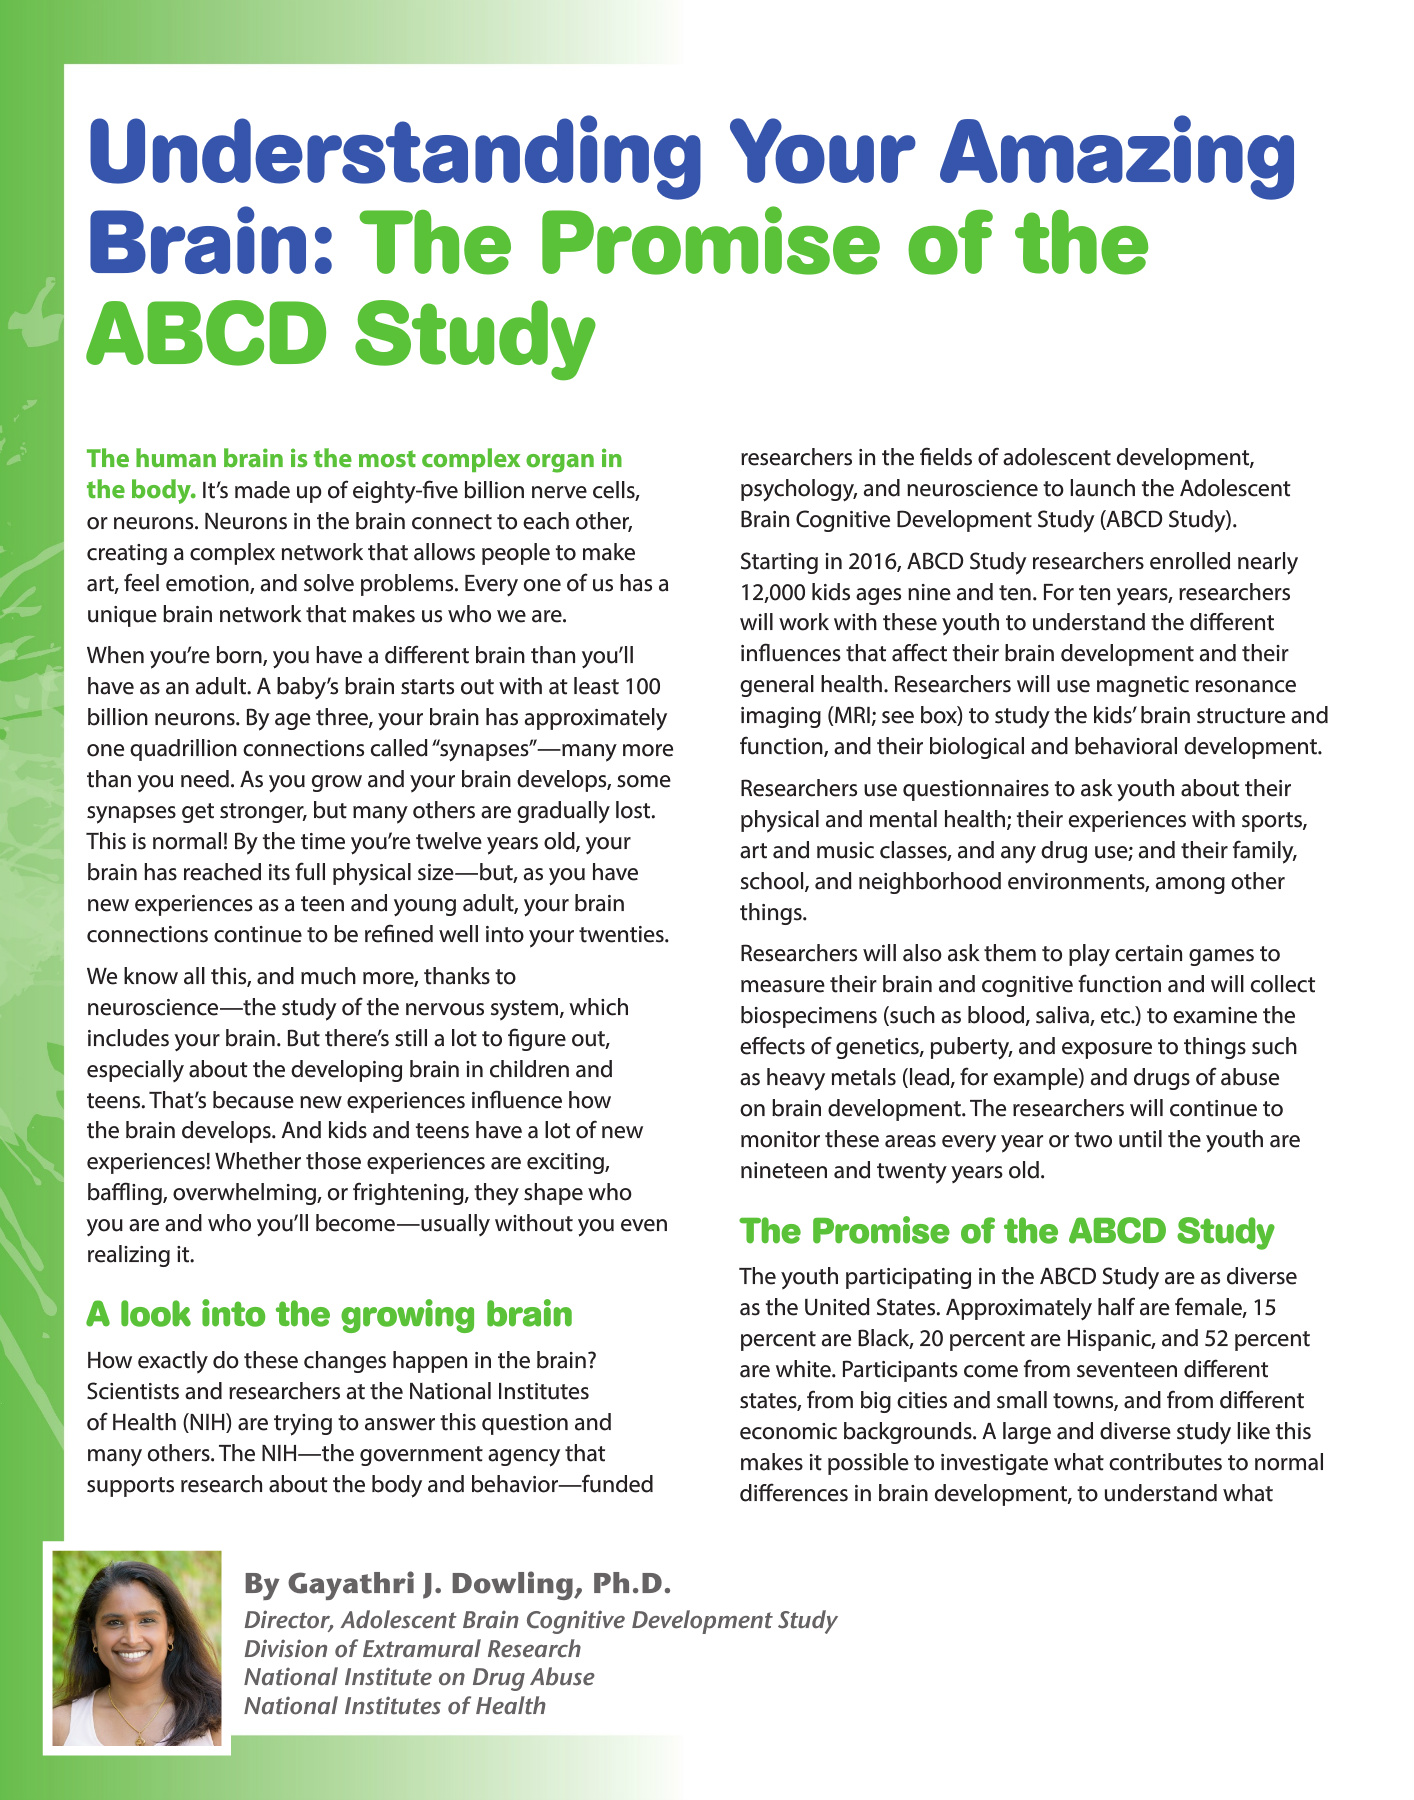 Understanding Your Amazing
Brain: The Promise of the
ABCD Study
The human brain is the most complex organ in
the body. It’s made up of eighty-five billion nerve cells,
or neurons. Neurons in the brain connect to each other,
creating a complex network that allows people to make
art, feel emotion, and solve problems. Every one of us has a
unique brain network that makes us who we are.
When you’re born, you have a different brain than you’ll
have as an adult. A baby’s brain starts out with at least 100
billion neurons. By age three, your brain has approximately
one quadrillion connections called “synapses”—many more
than you need. As you grow and your brain develops, some
synapses get stronger, but many others are gradually lost.
This is normal! By the time you’re twelve years old, your
brain has reached its full physical size—but, as you have
new experiences as a teen and young adult, your brain
connections continue to be refined well into your twenties.
We know all this, and much more, thanks to
neuroscience—the study of the nervous system, which
includes your brain. But there’s still a lot to figure out,
especially about the developing brain in children and
teens. That’s because new experiences influence how
the brain develops. And kids and teens have a lot of new
experiences! Whether those experiences are exciting,
baffling, overwhelming, or frightening, they shape who
you are and who you’ll become—usually without you even
realizing it.
A look into the growing brain
How exactly do these changes happen in the brain?
Scientists and researchers at the National Institutes
of Health (NIH) are trying to answer this question and
many others. The NIH—the government agency that
supports research about the body and behavior—funded
researchers in the fields of adolescent development,
psychology, and neuroscience to launch the Adolescent
Brain Cognitive Development Study (ABCD Study).
Starting in 2016, ABCD Study researchers enrolled nearly
12,000 kids ages nine and ten. For ten years, researchers
will work with these youth to understand the different
influences that affect their brain development and their
general health. Researchers will use magnetic resonance
imaging (MRI; see box) to study the kids’ brain structure and
function, and their biological and behavioral development.
Researchers use questionnaires to ask youth about their
physical and mental health; their experiences with sports,
art and music classes, and any drug use; and their family,
school, and neighborhood environments, among other
things.
Researchers will also ask them to play certain games to
measure their brain and cognitive function and will collect
biospecimens (such as blood, saliva, etc.) to examine the
effects of genetics, puberty, and exposure to things such
as heavy metals (lead, for example) and drugs of abuse
on brain development. The researchers will continue to
monitor these areas every year or two until the youth are
nineteen and twenty years old.
The Promise of the ABCD Study
The youth participating in the ABCD Study are as diverse
as the United States. Approximately half are female, 15
percent are Black, 20 percent are Hispanic, and 52 percent
are white. Participants come from seventeen different
states, from big cities and small towns, and from different
economic backgrounds. A large and diverse study like this
makes it possible to investigate what contributes to normal
differences in brain development, to understand what
By Gayathri J. Dowling, Ph.D.
Director, Adolescent Brain Cognitive Development Study
Division of Extramural Research
National Institute on Drug Abuse
National Institutes of Health